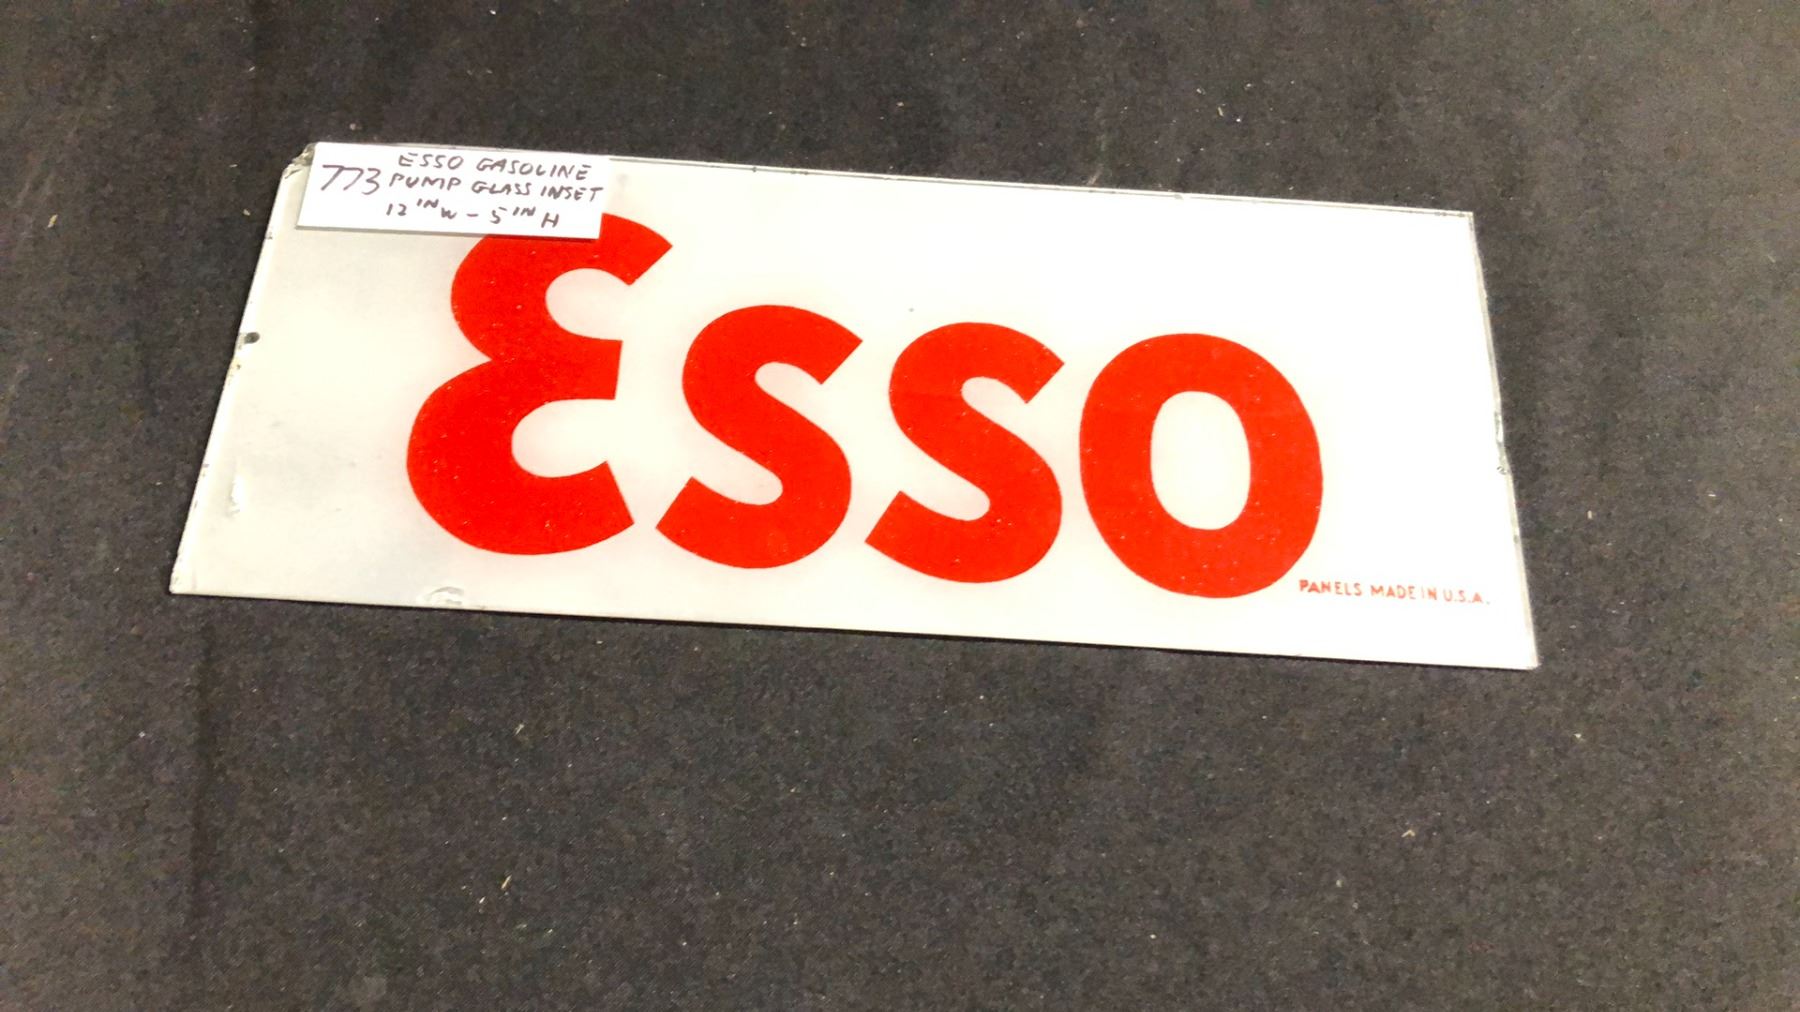 ESSO GASOLINE
773 PUMP GLASS INSET
12 IN W - 5 IN H
Esso
PANELS MADE IN U.S.A.